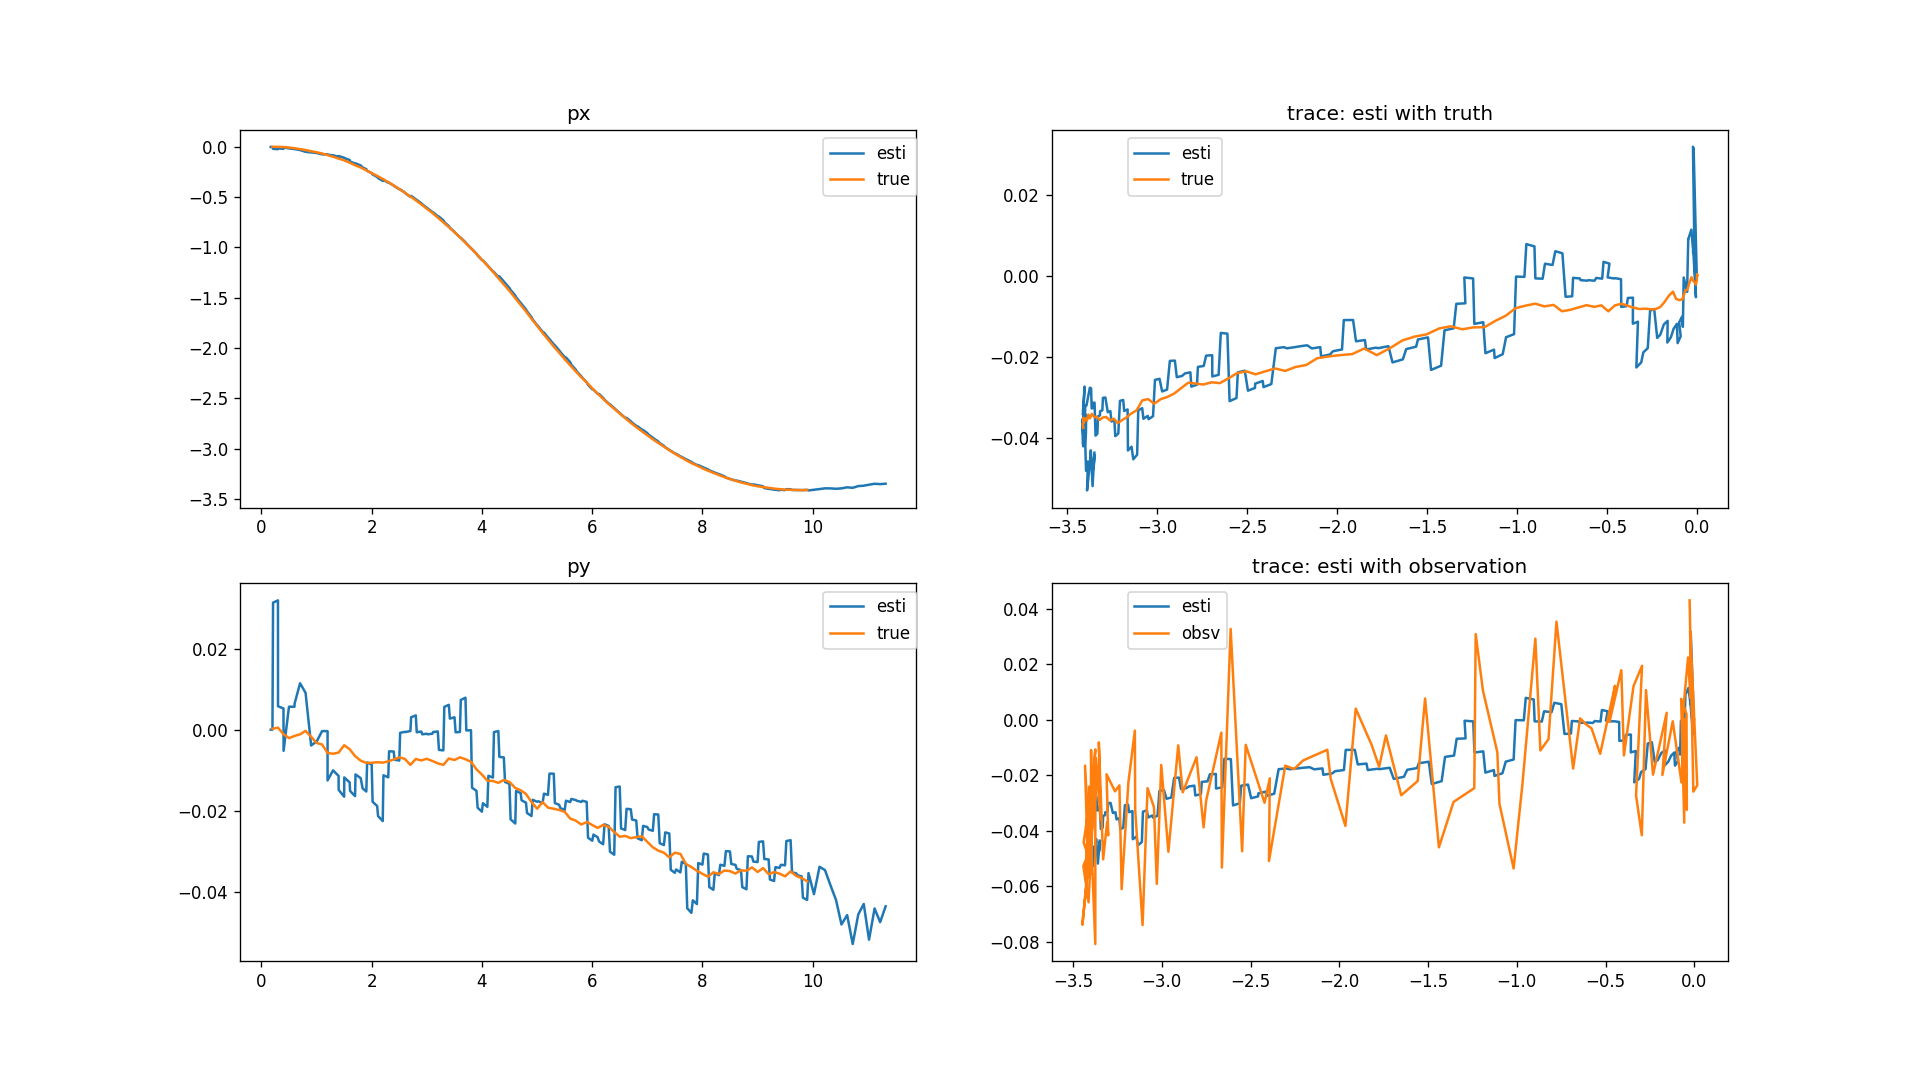 px
esti
true
0.0
−0.5
−1.0
−1.5
−2.0
−2.5
−3.0
−3.5
0 2 4 6 8 10
trace: esti with truth
esti
true
0.02
0.00
−0.02
−0.04
−3.5 −3.0 −2.5 −2.0 −1.5 −1.0 −0.5 0.0
py
esti
true
0.02
0.00
−0.02
−0.04
0 2 4 6 8 10
trace: esti with observation
esti
obsv
0.04
0.02
0.00
−0.02
−0.04
−0.06
−0.08
−3.5 −3.0 −2.5 −2.0 −1.5 −1.0 −0.5 0.0